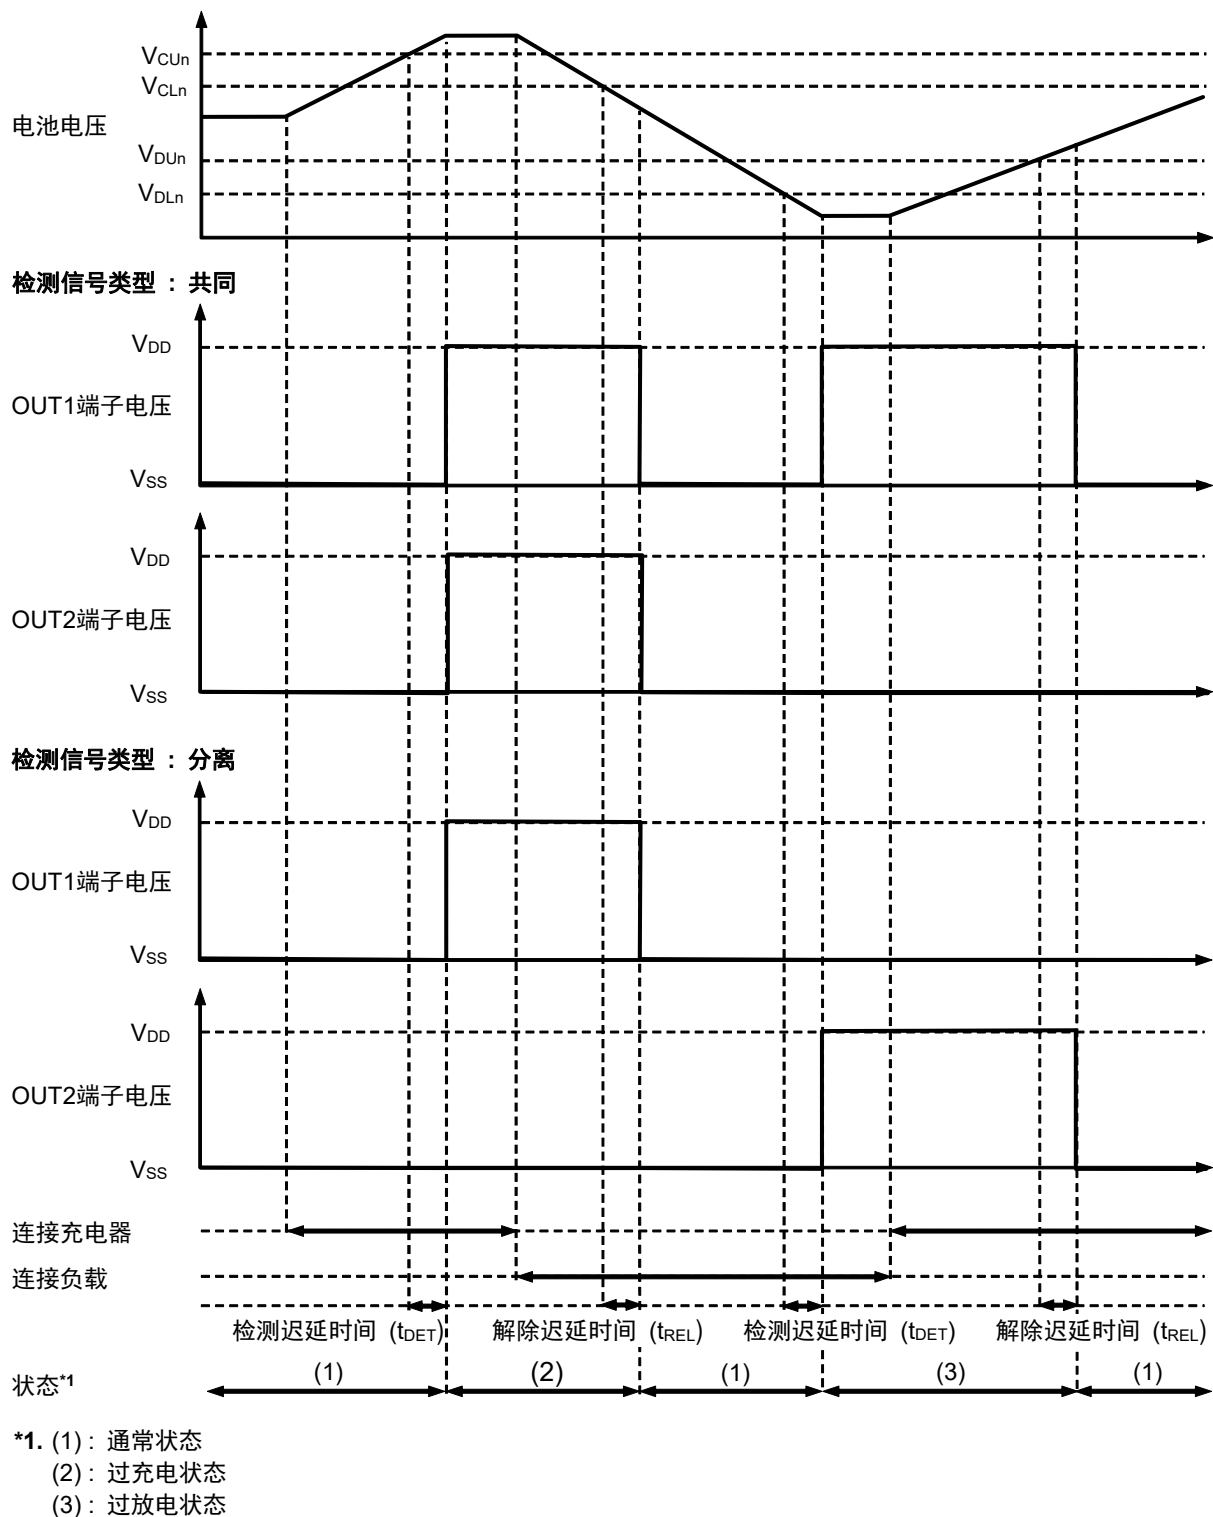 VCUn
VCLn
电池电压
VDUn
VDLn
检测信号类型 : 共同
VDD
OUT1端子电压
VSS
VDD
OUT2端子电压
VSS
检测信号类型 : 分离
VDD
OUT1端子电压
VSS
VDD
OUT2端子电压
VSS
连接充电器
连接负载
检测迟延时间 (tDET) 解除迟延时间 (tREL) 检测迟延时间 (tDET) 解除迟延时间 (tREL)
状态*1 (1) (2) (1) (3) (1)
*1. (1) : 通常状态
(2) : 过充电状态
(3) : 过放电状态